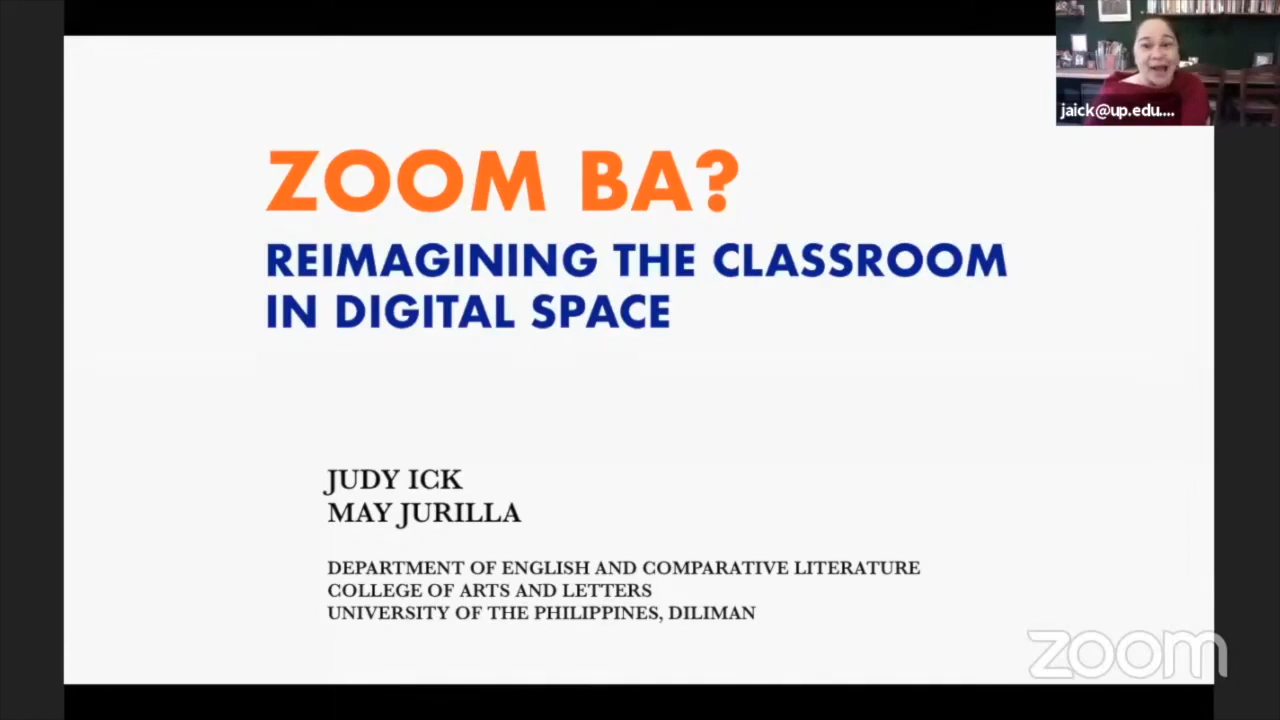 jaick@up.edu....
ZOOM BA?
REIMAGINING THE CLASSROOM
IN DIGITAL SPACE
JUDY ICK
MAY JURILLA
DEPARTMENT OF ENGLISH AND COMPARATIVE LITERATURE
COLLEGE OF ARTS AND LETTERS
UNIVERSITY OF THE PHILIPPINES, DILIMAN
zoom